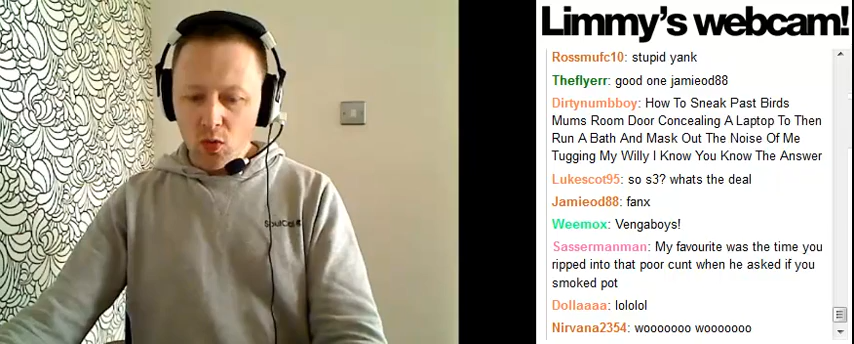 Limmy's webcam!
Rossmufc10: stupid yank
Theflyerr: good one jamieod88
Dirtynumbboy: How To Sneak Past Birds
Mums Room Door Concealing A Laptop To Then
Run A Bath And Mask Out The Noise Of Me
Tugging My Willy I Know You Know The Answer
Lukescot95: so s3? whats the deal
Jamieod88: fanx
Weemox: Vengaboys!
Sassermanman: My favourite was the time you
ripped into that poor cunt when he asked if you
smoked pot
Dollaaaa: lololol
Nirvana2354: wooooooo wooooooo